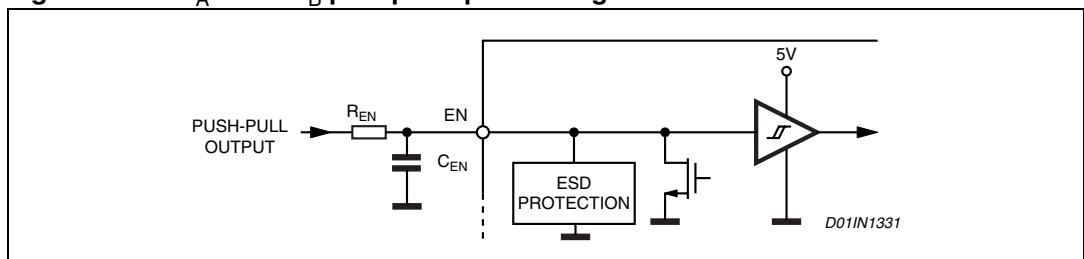 5V
R_EN
EN
PUSH-PULL
OUTPUT
C_EN
ESD
PROTECTION
D01IN1331